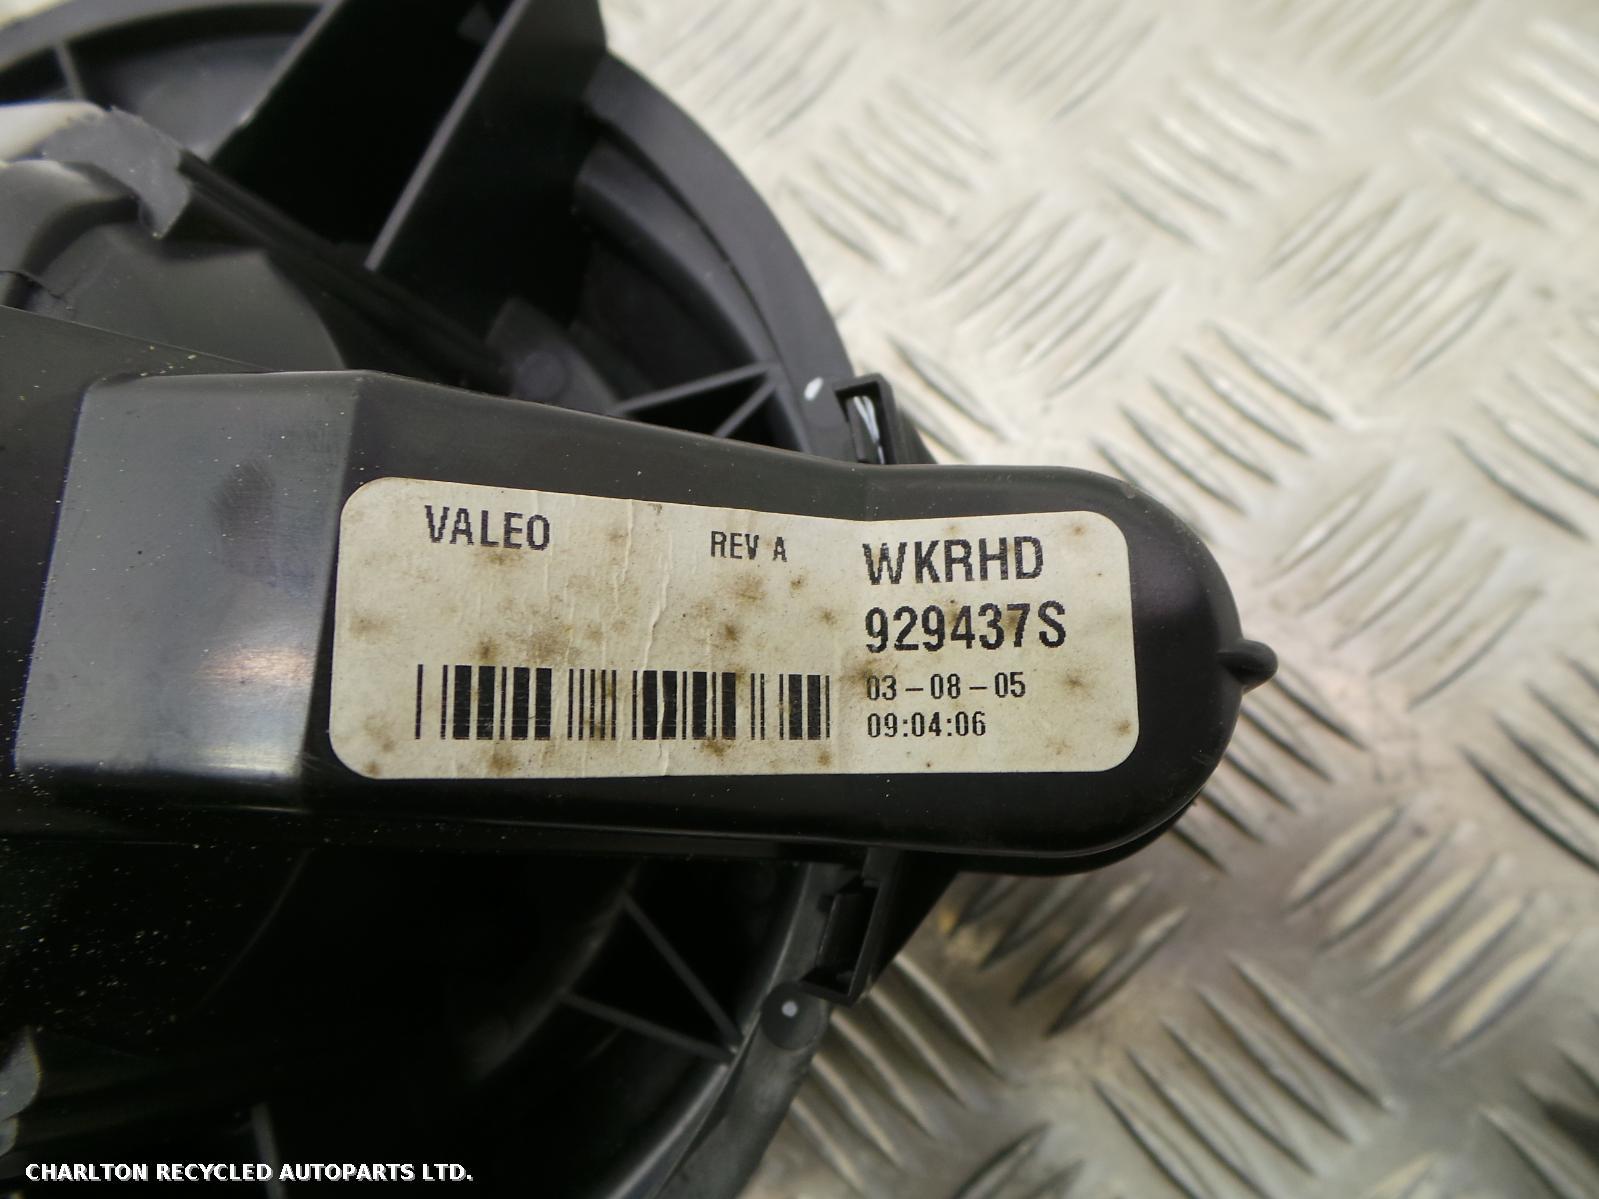 VALEO
REV A
WKRHD
929437S
03-08-05
09:04:06
CHARLTON RECYCLED AUTOPARTS LTD.